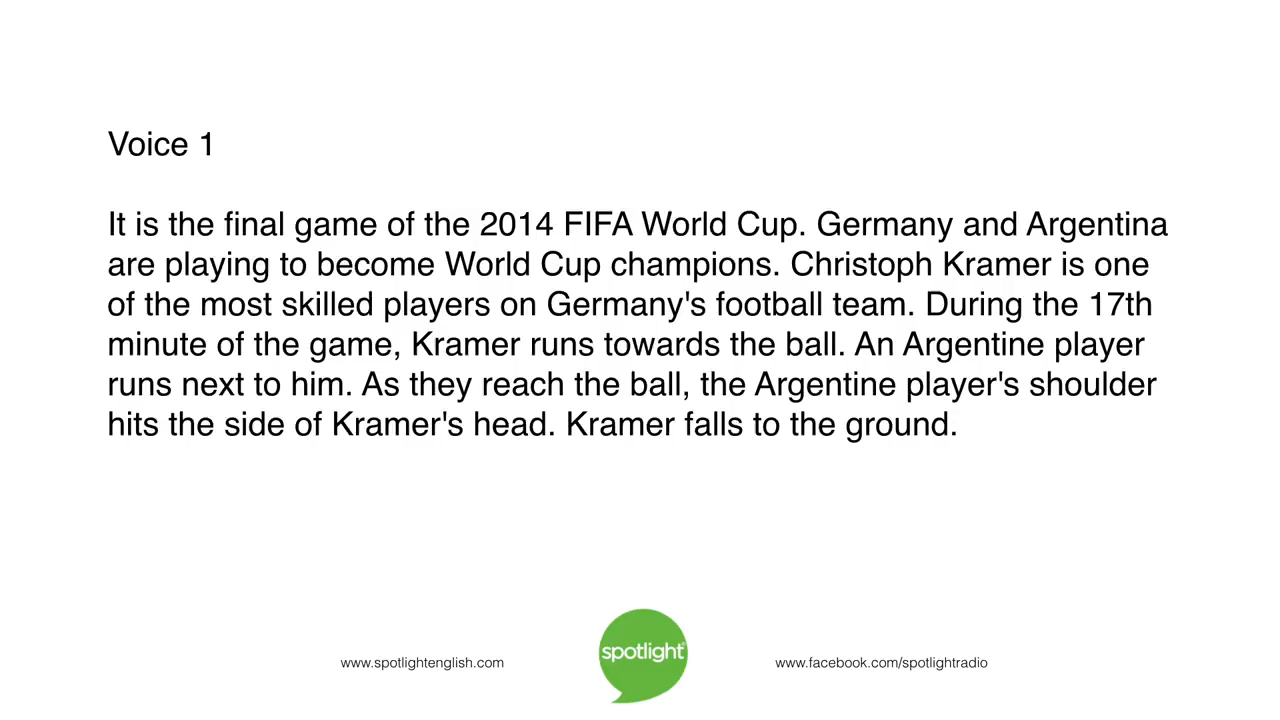 Voice 1
It is the final game of the 2014 FIFA World Cup. Germany and Argentina
are playing to become World Cup champions. Christoph Kramer is one
of the most skilled players on Germany's football team. During the 17th
minute of the game, Kramer runs towards the ball. An Argentine player
runs next to him. As they reach the ball, the Argentine player's shoulder
hits the side of Kramer's head. Kramer falls to the ground.
www.spotlightenglish.com
spotlight®
www.facebook.com/spotlightradio